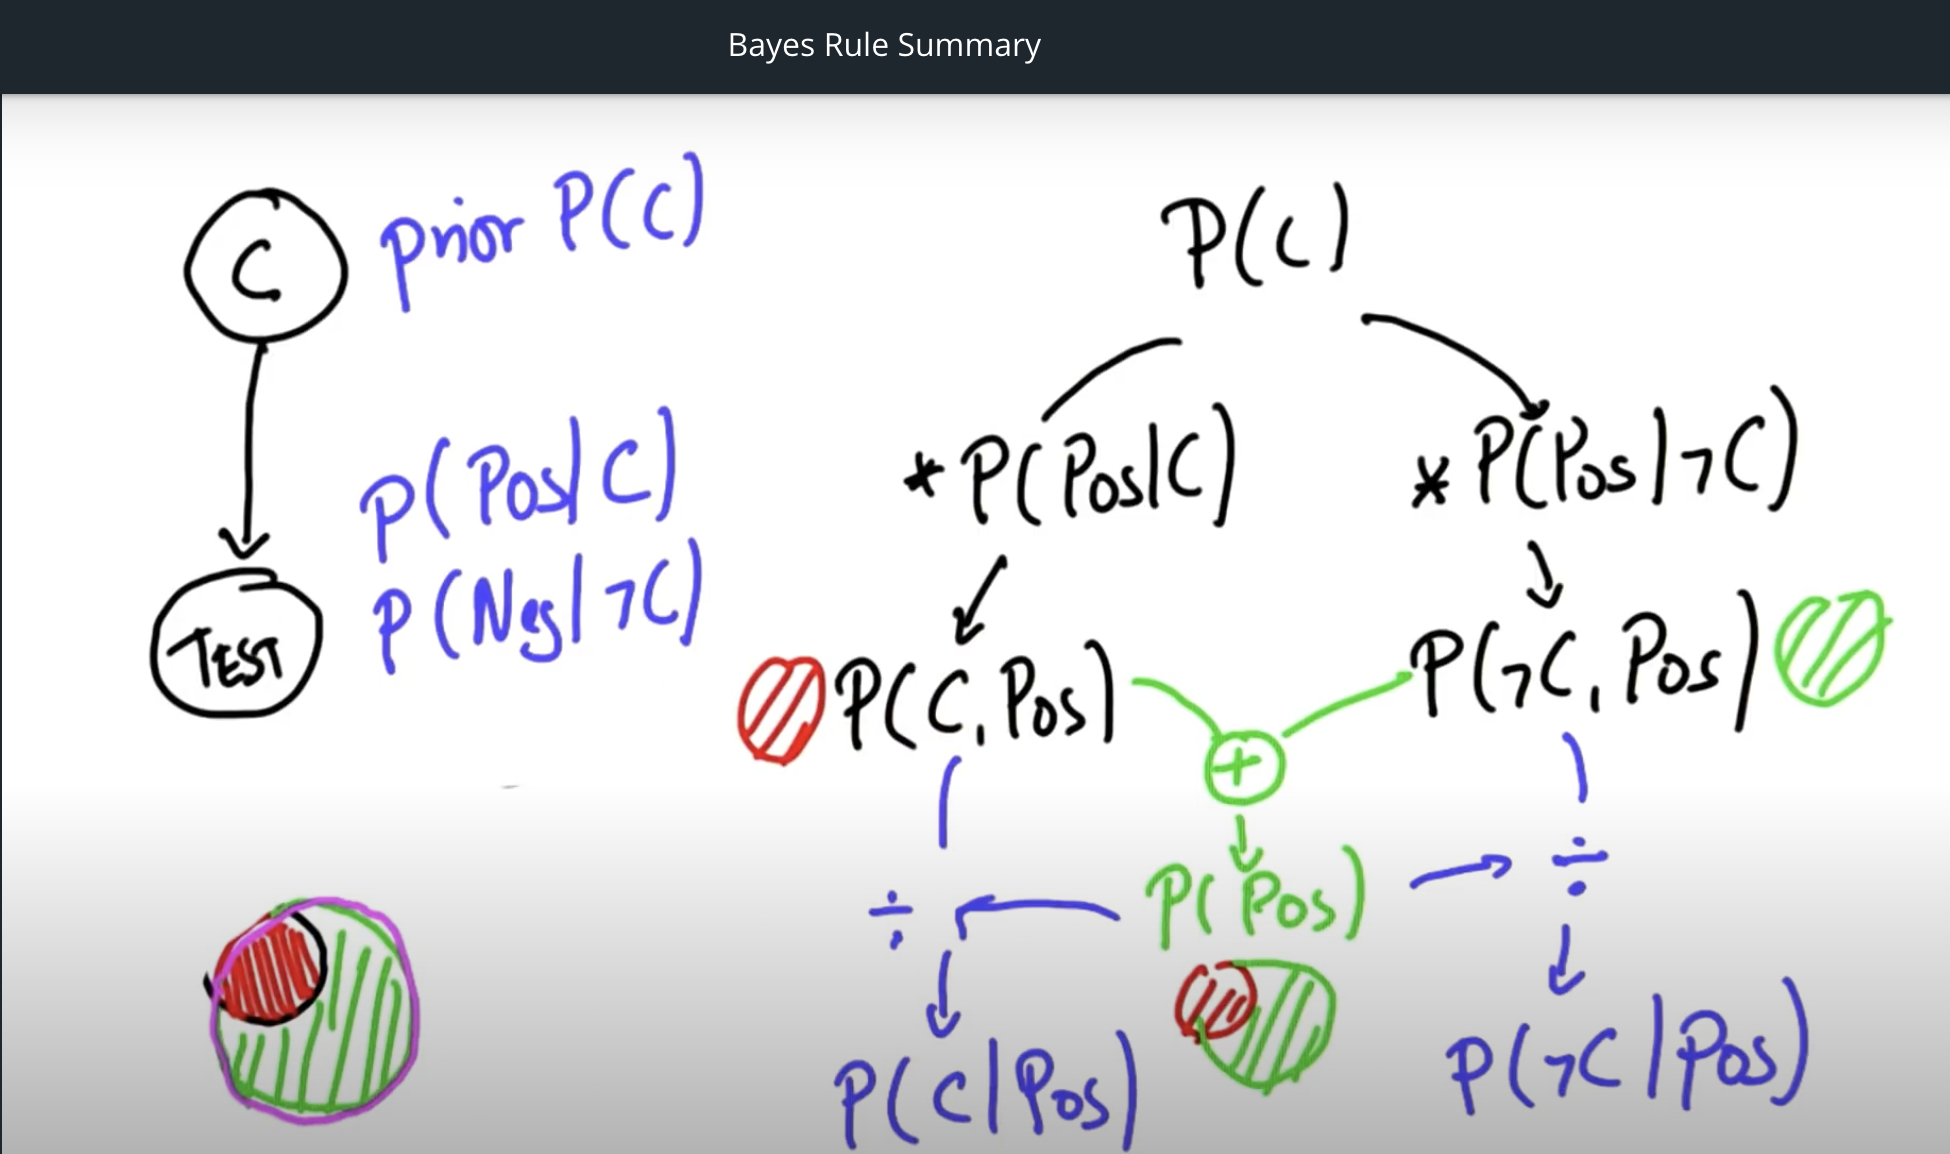 Bayes Rule Summary
C
prior P(C)
P(Pos|C)
P(Neg|¬C)
TEST
P(C)
*P(Pos|C)
*P(Pos|¬C)
P(C,Pos)
P(¬C,Pos)
+
P(Pos)
÷
÷
P(C|Pos)
P(¬C|Pos)